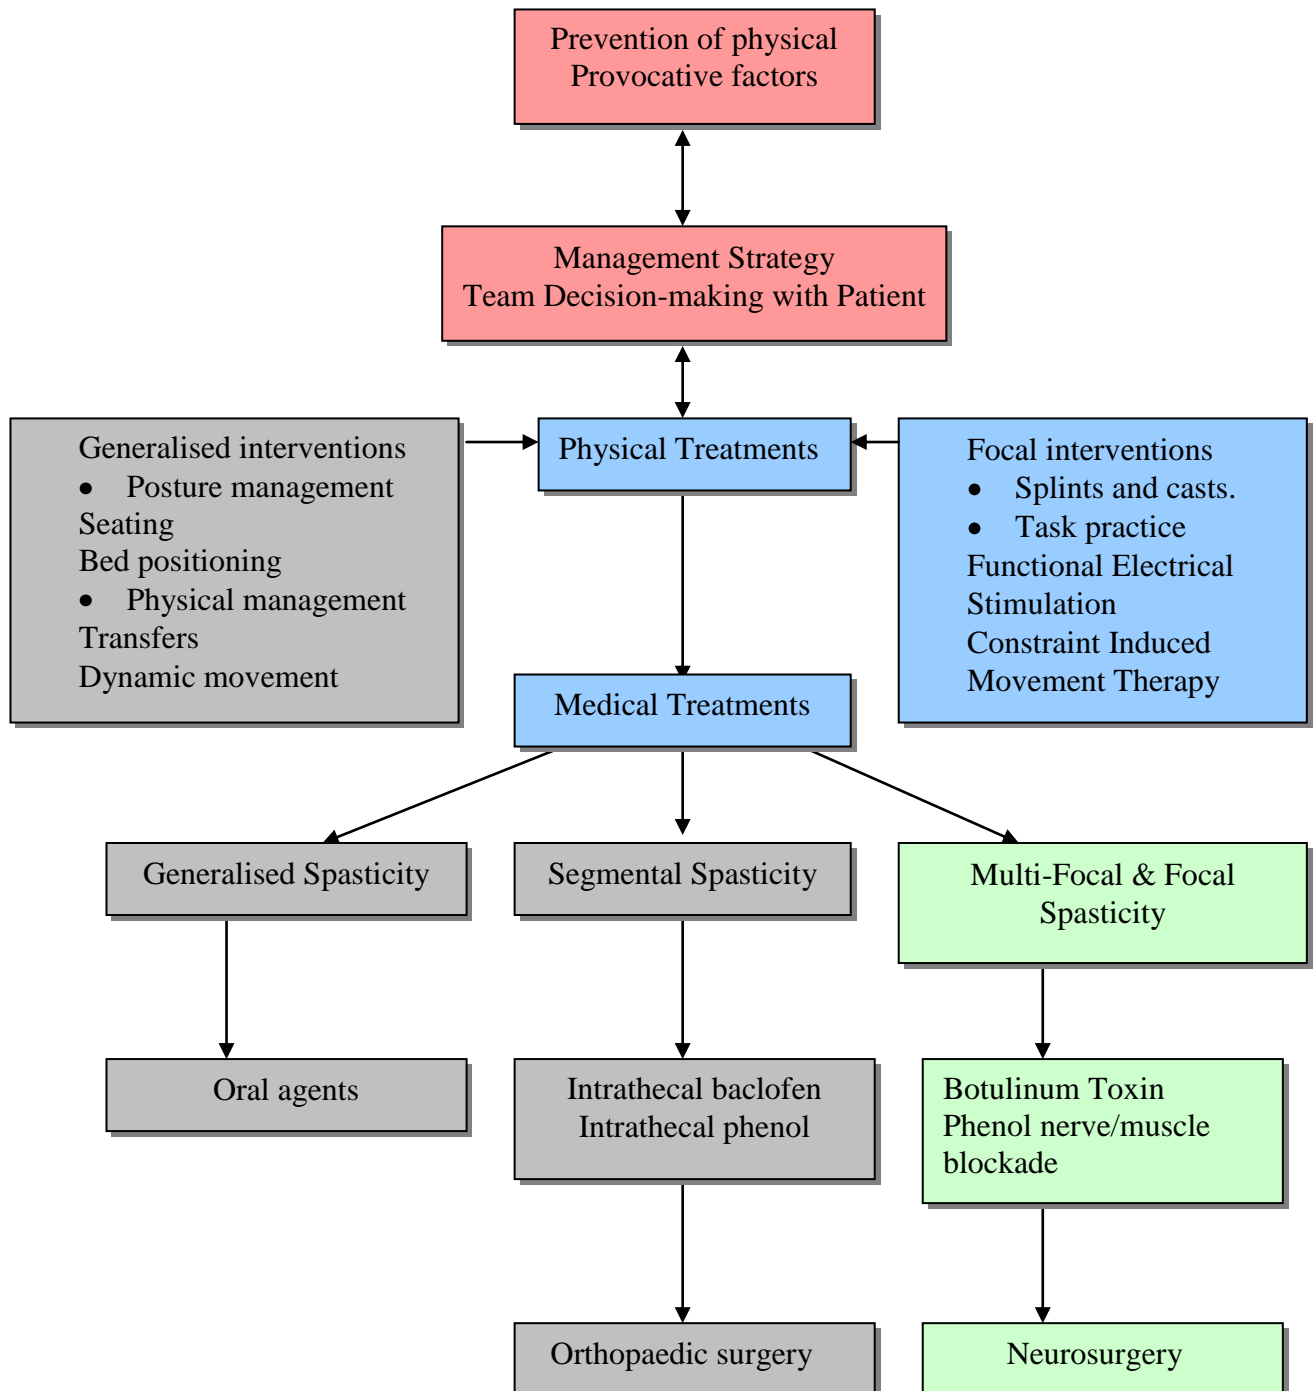 Prevention of physical
Provocative factors
Management Strategy
Team Decision-making with Patient
Generalised interventions
• Posture management
Seating
Bed positioning
• Physical management
Transfers
Dynamic movement
Physical Treatments
Focal interventions
• Splints and casts.
• Task practice
Functional Electrical
Stimulation
Constraint Induced
Movement Therapy
Medical Treatments
Generalised Spasticity
Segmental Spasticity
Multi-Focal & Focal
Spasticity
Oral agents
Intrathecal baclofen
Intrathecal phenol
Botulinum Toxin
Phenol nerve/muscle
blockade
Orthopaedic surgery
Neurosurgery